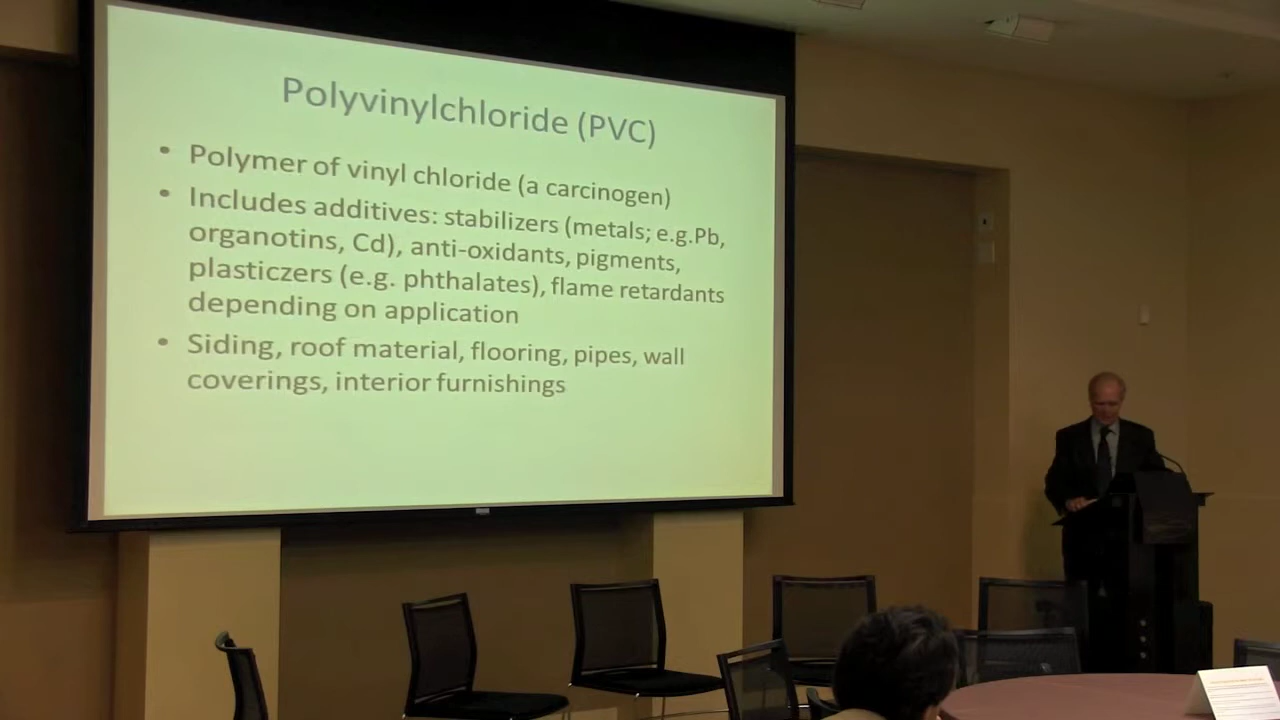 Polyvinylchloride (PVC)
• Polymer of vinyl chloride (a carcinogen)
• Includes additives: stabilizers (metals; e.g.Pb,
organotins, Cd), anti-oxidants, pigments,
plasticzers (e.g. phthalates), flame retardants
depending on application
• Siding, roof material, flooring, pipes, wall
coverings, interior furnishings